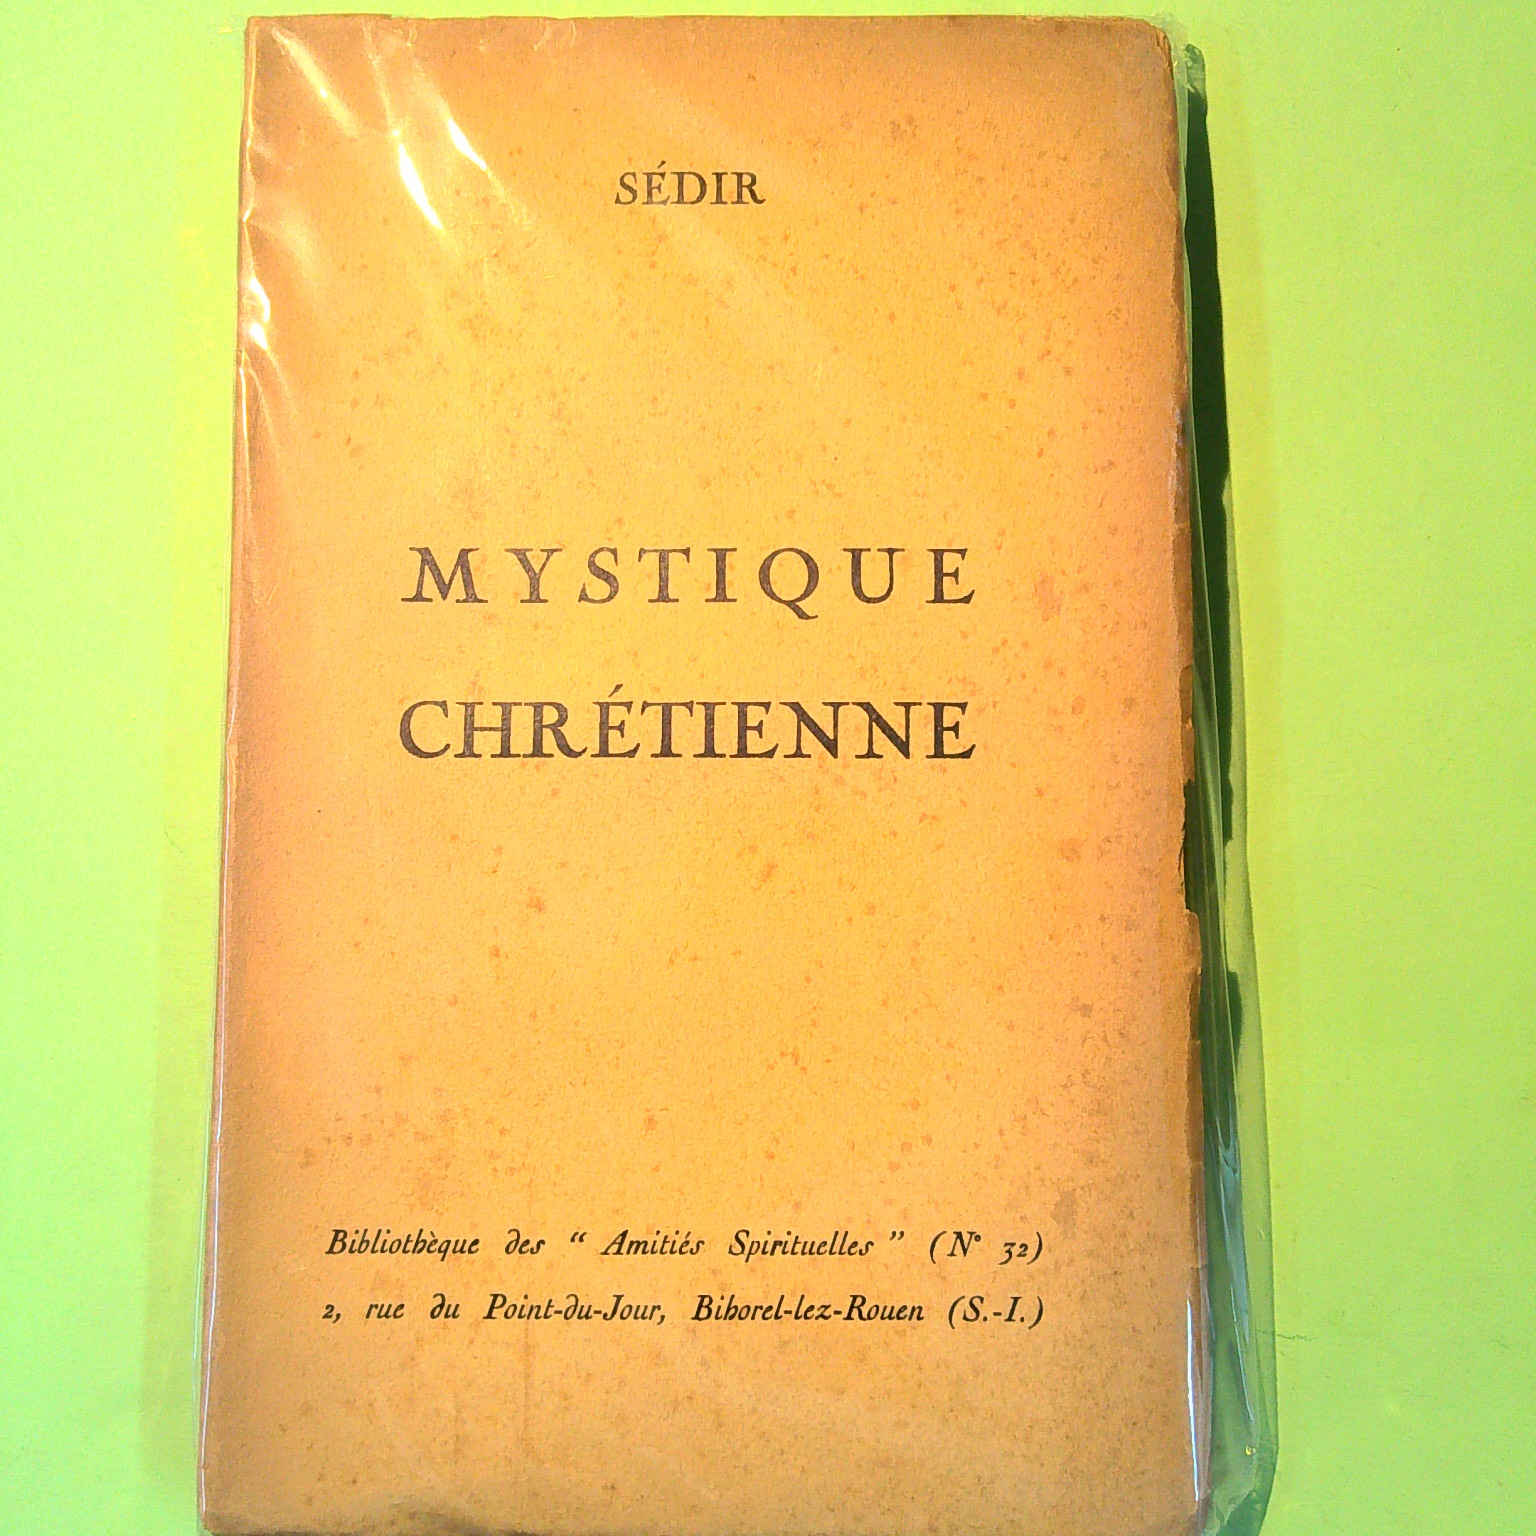 SÉDIR
MYSTIQUE
CHRÉTIENNE
Bibliothèque des “ Amitiés Spirituelles ” (N° 32)
2, rue du Point-du-Jour, Bihorel-lez-Rouen (S.-I.)